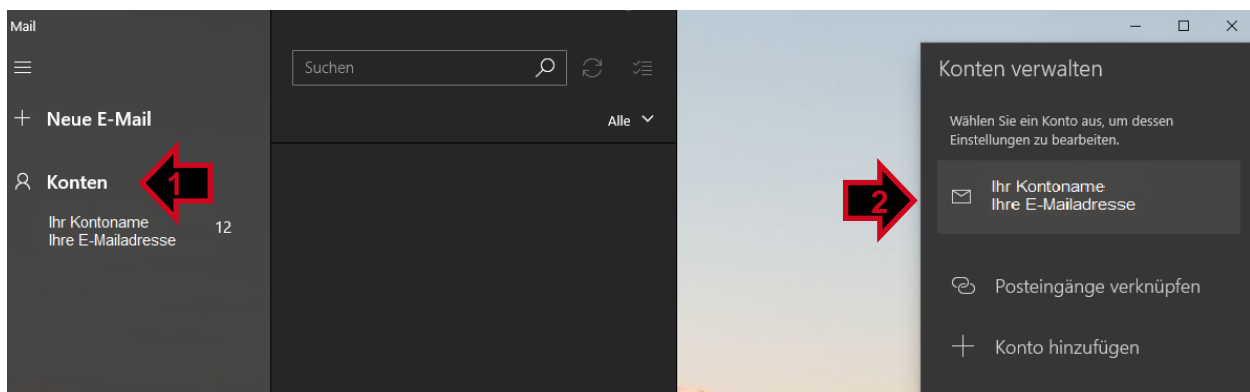 Mail
Suchen
Neue E-Mail
Alle
Konten
1
Ihr Kontoname
12
Ihre E-Mailadresse
Konten verwalten
Wählen Sie ein Konto aus, um dessen
Einstellungen zu bearbeiten.
2
Ihr Kontoname
Ihre E-Mailadresse
Posteingänge verknüpfen
Konto hinzufügen